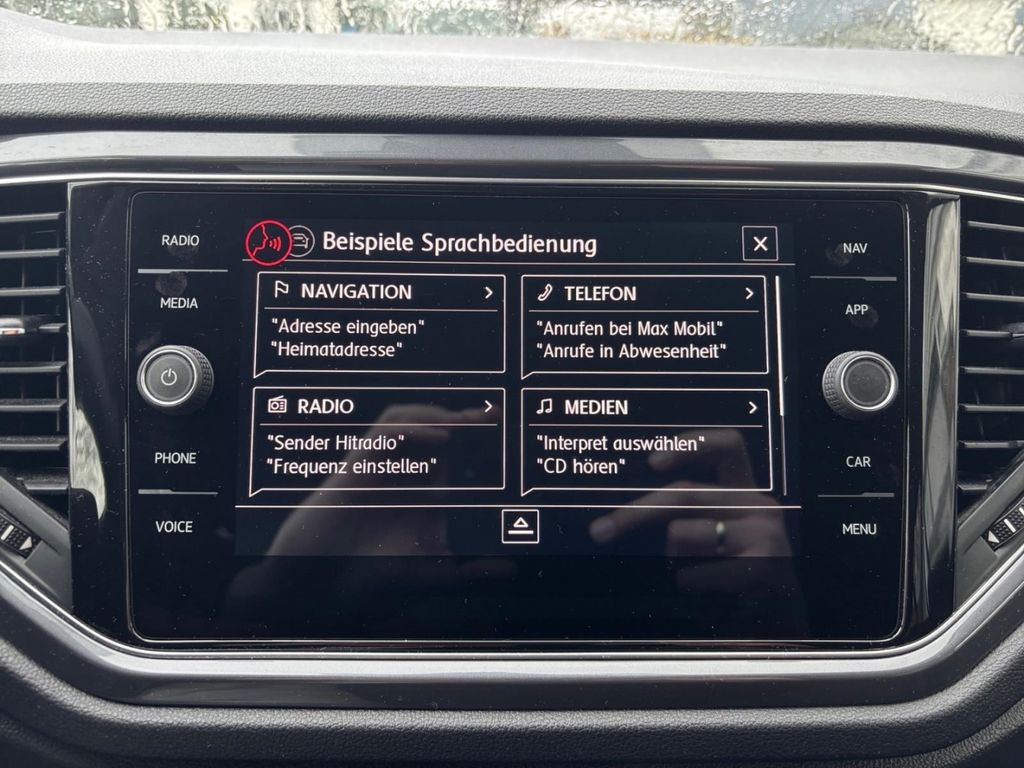 Beispiele Sprachbedienung
RADIO
MEDIA
PHONE
VOICE
NAVIGATION
"Adresse eingeben"
"Heimatadresse"
TELEFON
"Anrufen bei Max Mobil"
"Anrufe in Abwesenheit"
RADIO
"Sender Hitradio"
"Frequenz einstellen"
MEDIEN
"Interpret auswählen"
"CD hören"
NAV
APP
CAR
MENU